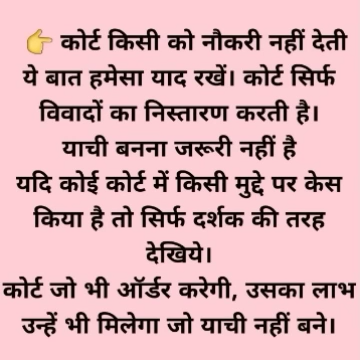 👉 कोर्ट किसी को नौकरी नहीं देती
ये बात हमेसा याद रखें। कोर्ट सिर्फ
विवादों का निस्तारण करती है।
याची बनना जरूरी नहीं है
यदि कोई कोर्ट में किसी मुद्दे पर केस
किया है तो सिर्फ दर्शक की तरह
देखिये।
कोर्ट जो भी ऑर्डर करेगी, उसका लाभ
उन्हें भी मिलेगा जो याची नहीं बने।